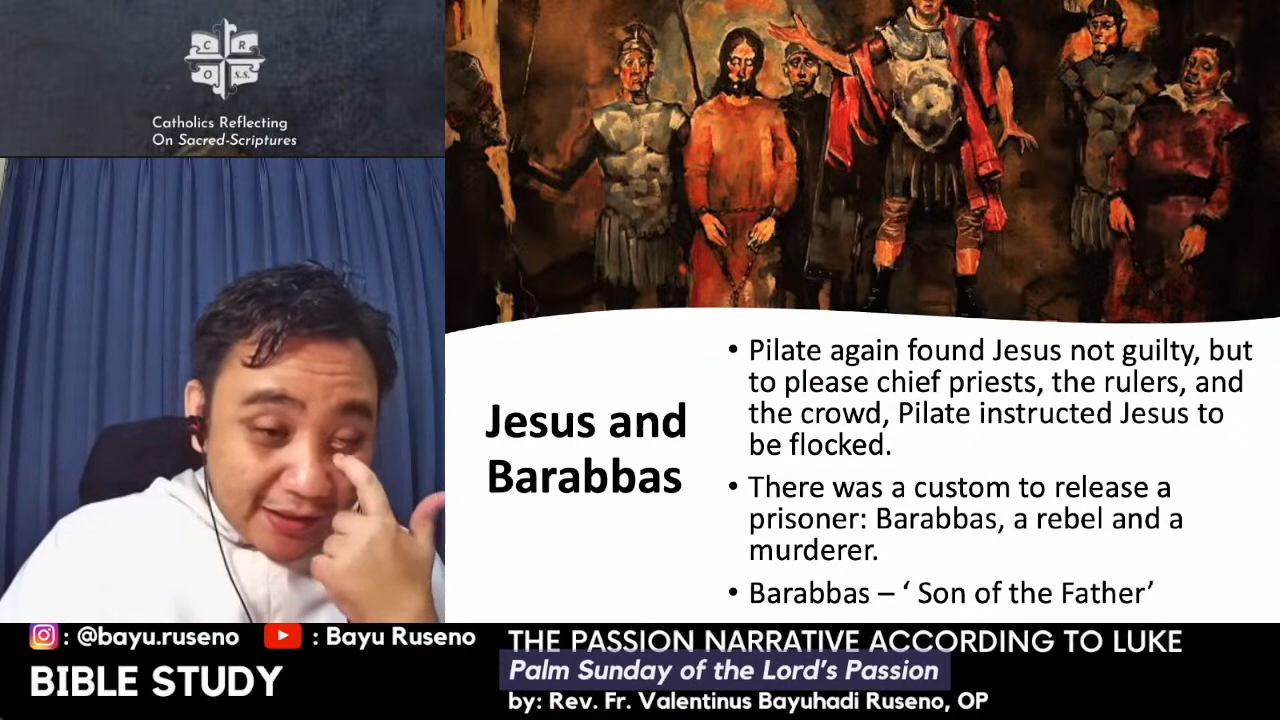 C R
O S.S.
Catholics Reflecting
On Sacred-Scriptures
Jesus and
Barabbas
• Pilate again found Jesus not guilty, but
to please chief priests, the rulers, and
the crowd, Pilate instructed Jesus to
be flocked.
• There was a custom to release a
prisoner: Barabbas, a rebel and a
murderer.
• Barabbas – ‘ Son of the Father’
: @bayu.ruseno : Bayu Ruseno
BIBLE STUDY
THE PASSION NARRATIVE ACCORDING TO LUKE
Palm Sunday of the Lord’s Passion
by: Rev. Fr. Valentinus Bayuhadi Ruseno, OP